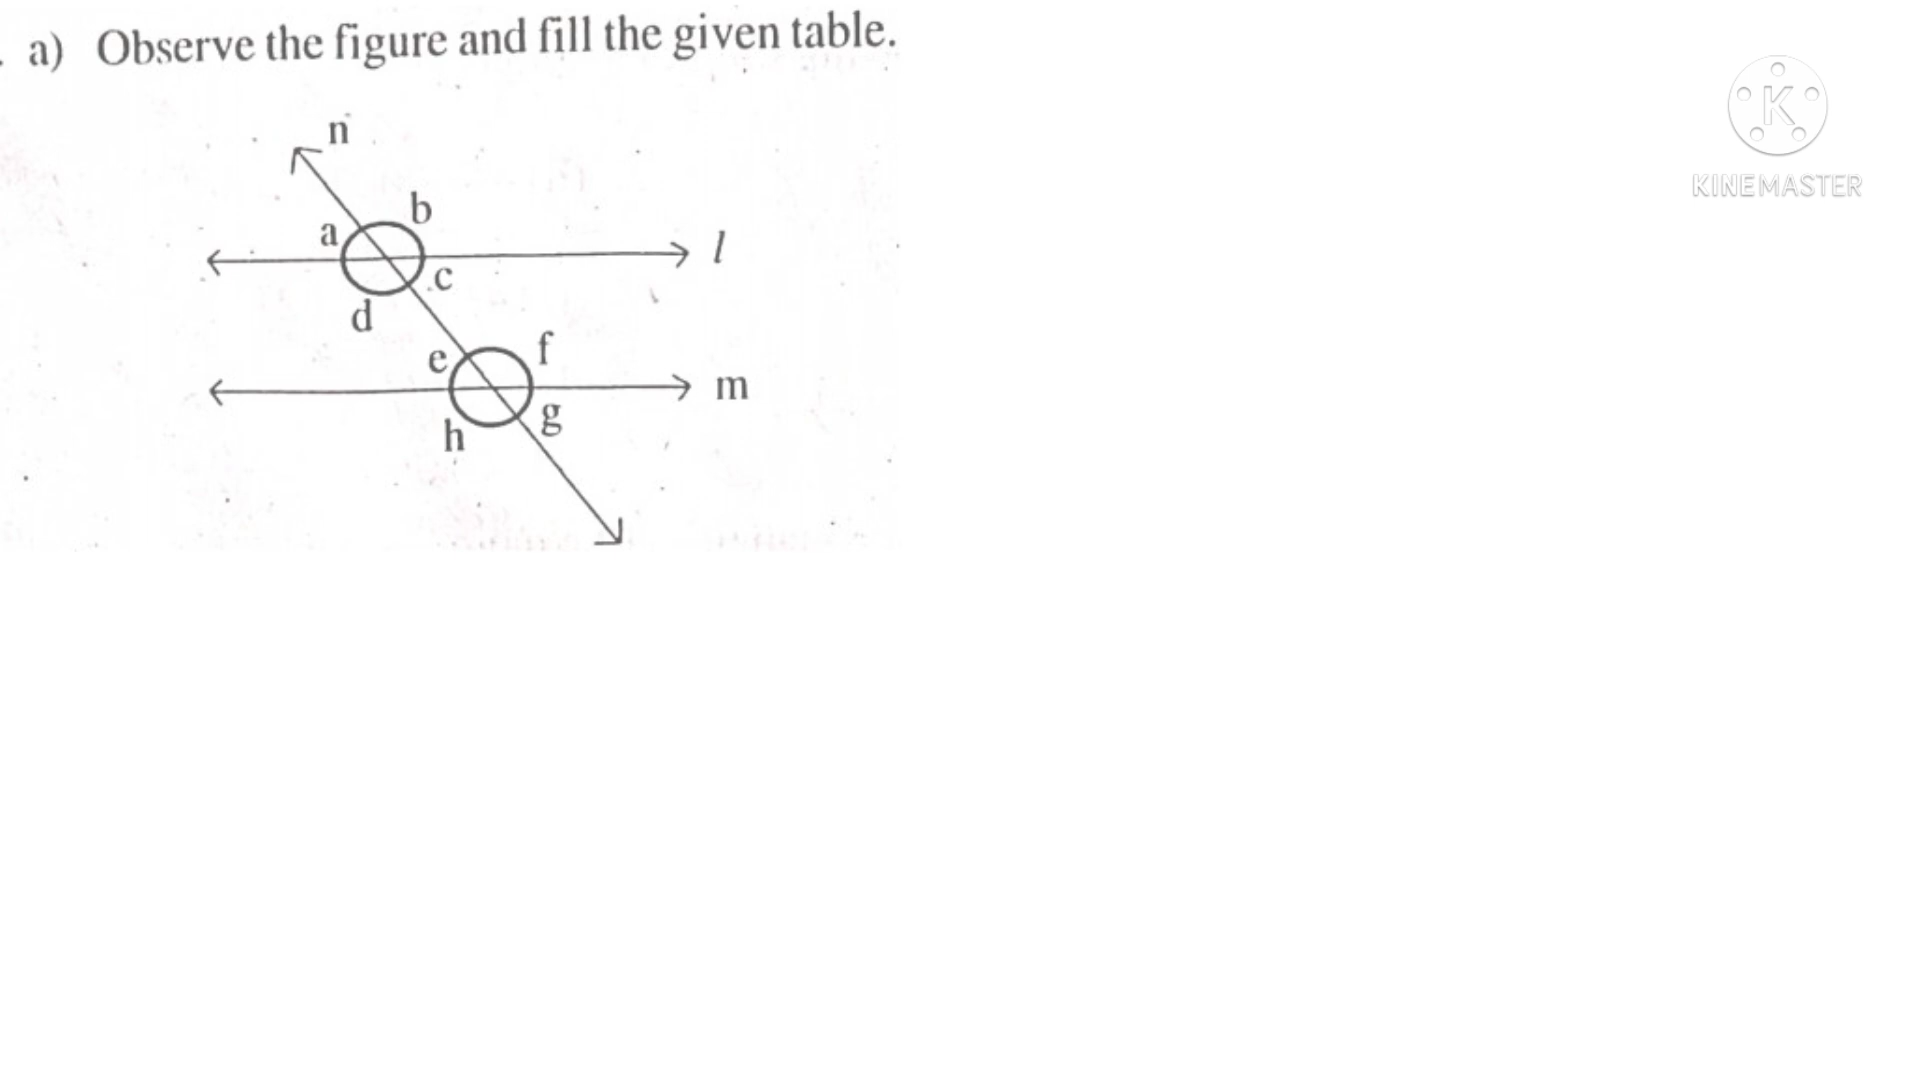 a) Observe the figure and fill the given table.
n
b
a
l
c
d
f
e
m
g
h
K
KINEMASTER